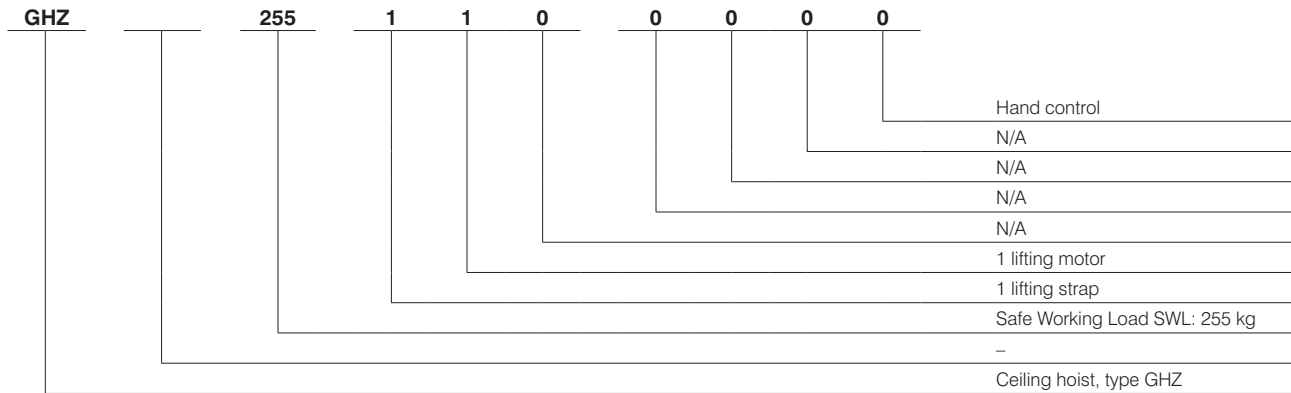 GHZ 255 1 1 0 0 0 0 0
Hand control
N/A
N/A
N/A
N/A
1 lifting motor
1 lifting strap
Safe Working Load SWL: 255 kg
–
Ceiling hoist, type GHZ